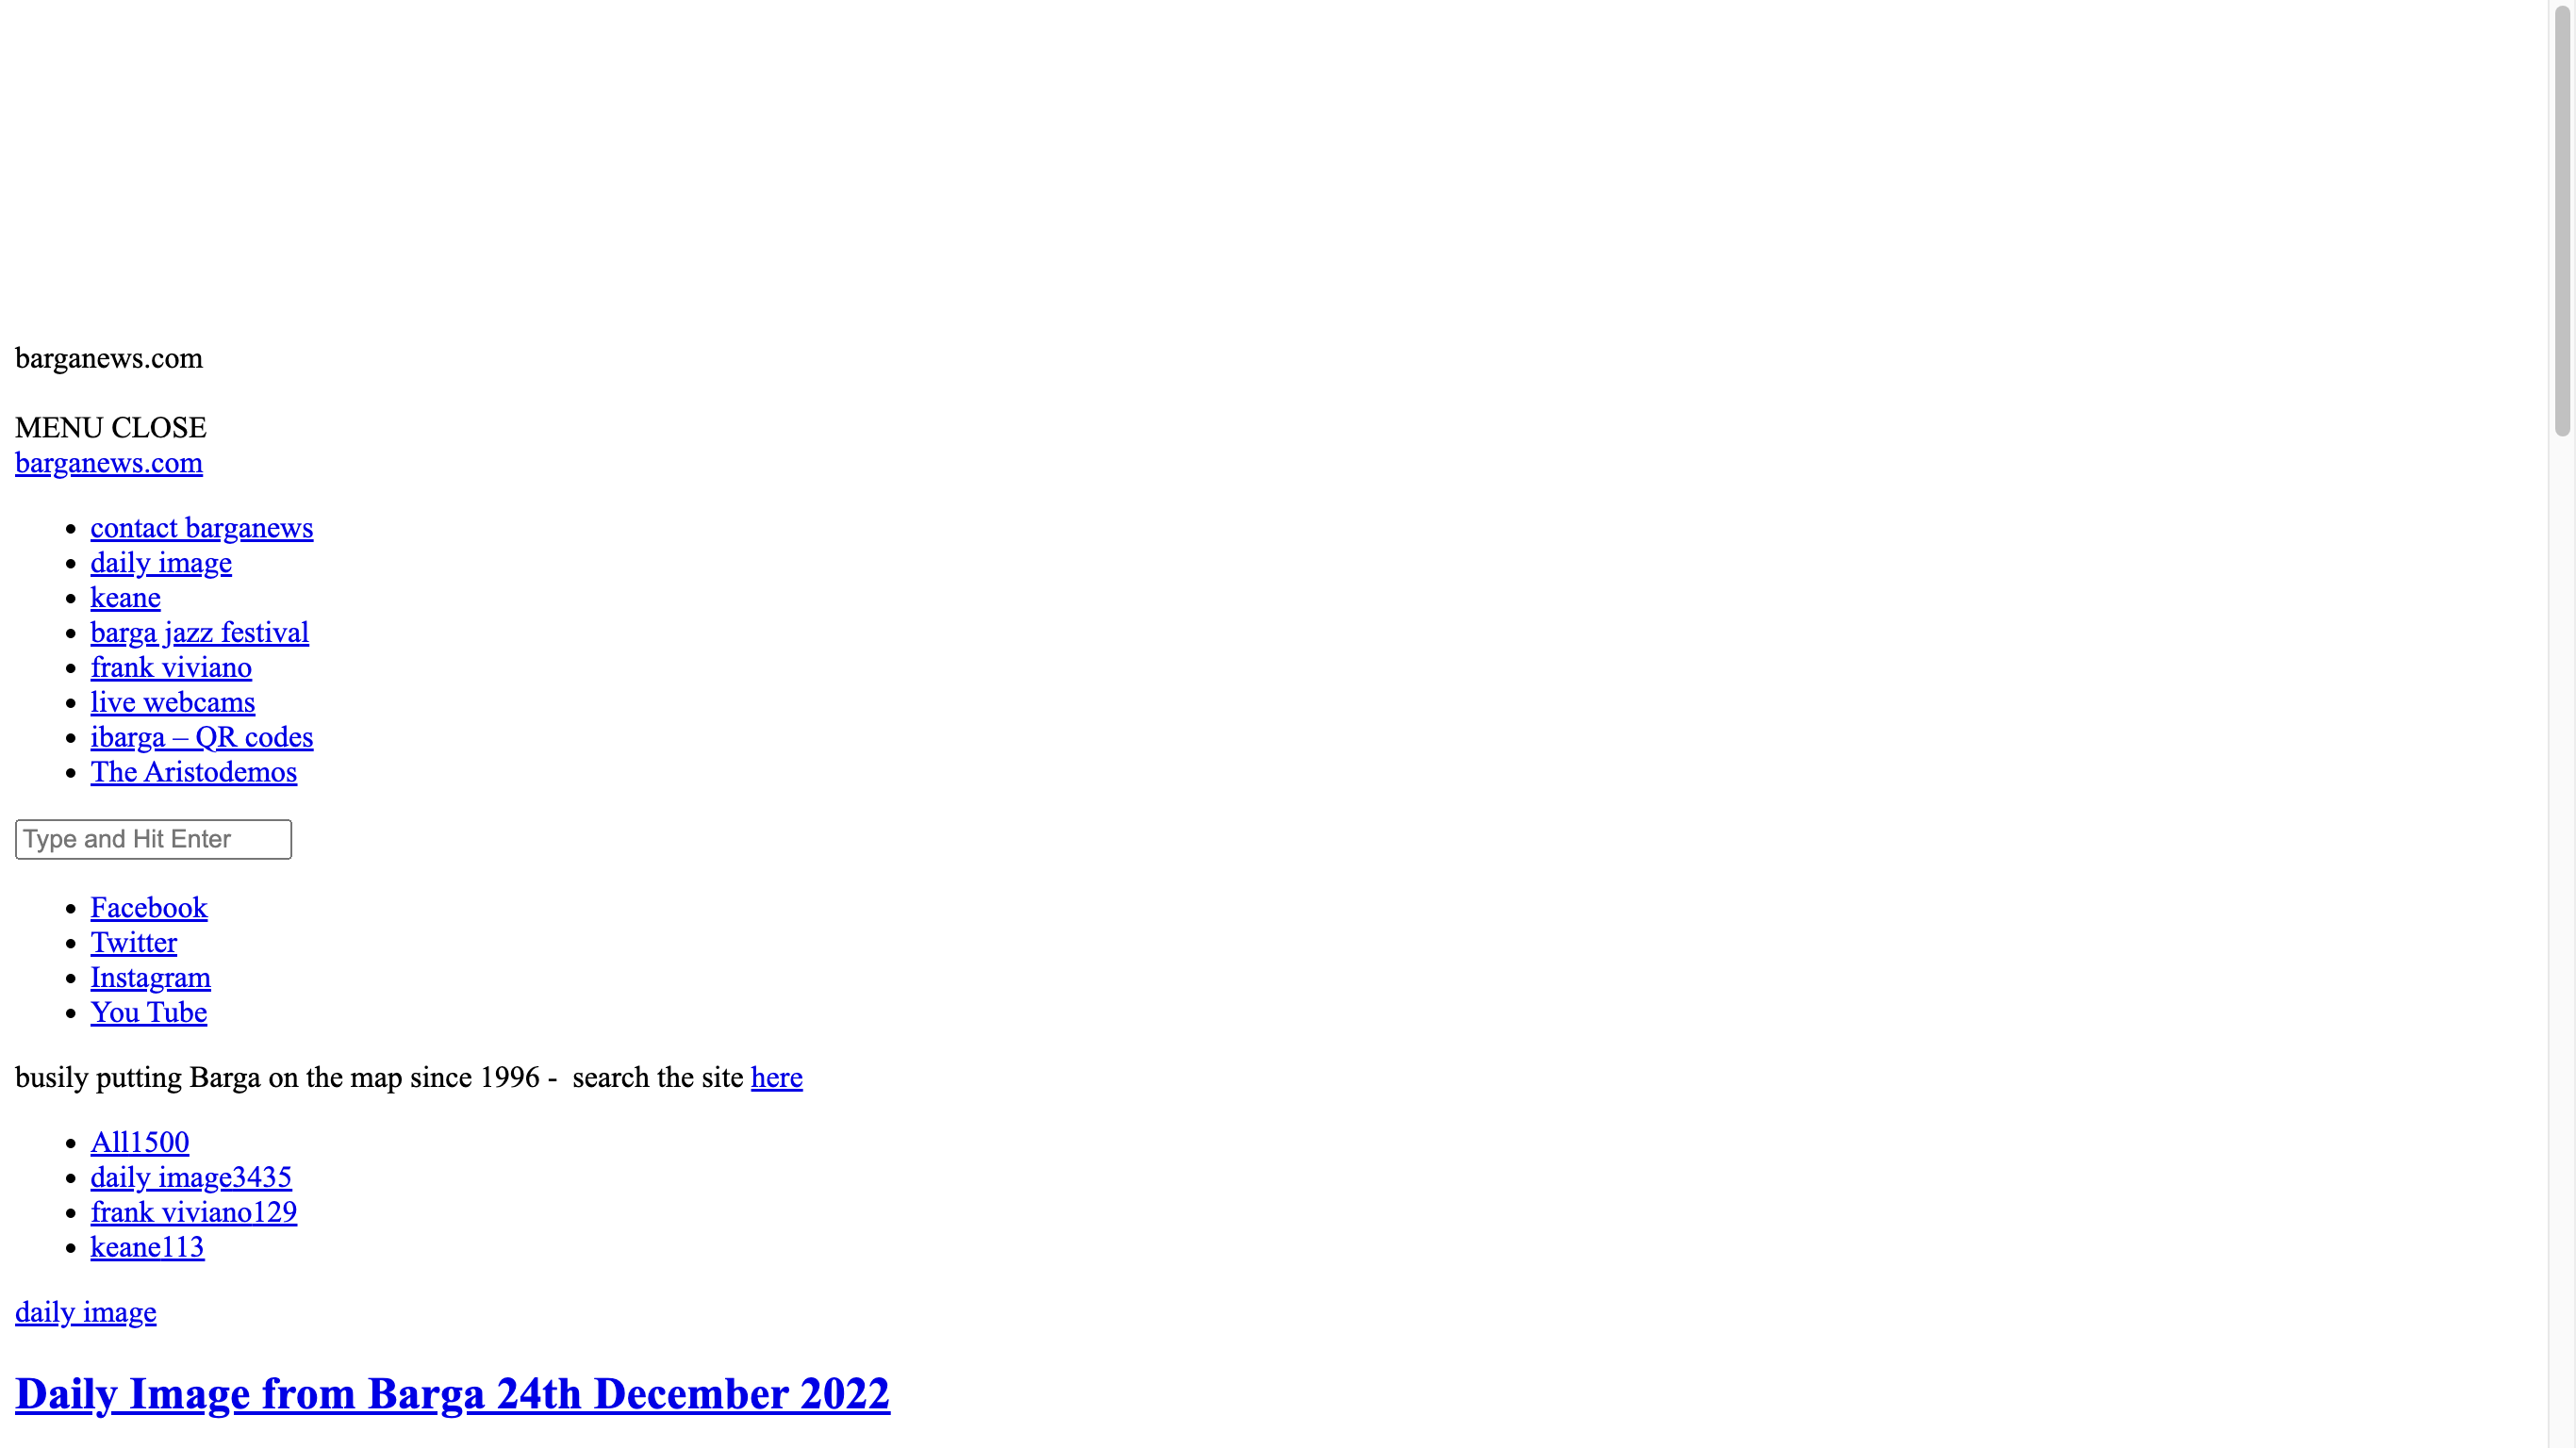 barganews.com
MENU CLOSE
barganews.com
contact barganews
daily image
keane
barga jazz festival
frank viviano
live webcams
ibarga – QR codes
The Aristodemos
Type and Hit Enter
Facebook
Twitter
Instagram
You Tube
busily putting Barga on the map since 1996 -  search the site here
All1500
daily image3435
frank viviano129
keane113
daily image
Daily Image from Barga 24th December 2022